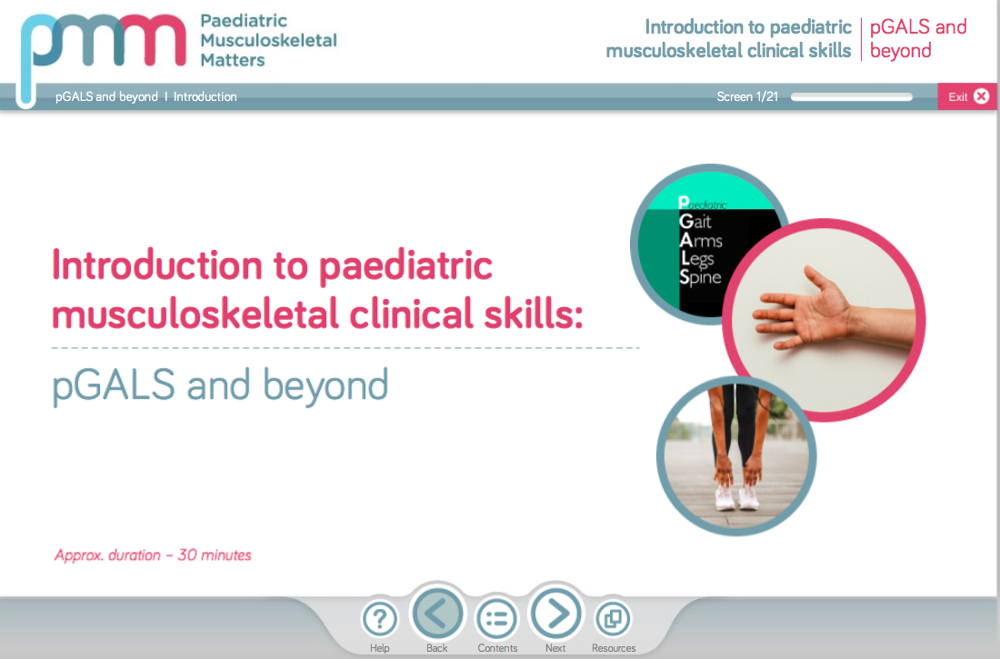 pmm
Paediatric
Musculoskeletal
Matters
Introduction to paediatric
musculoskeletal clinical skills
pGALS and
beyond
pGALS and beyond I Introduction
Screen 1/21
Exit
Paediatric
Gait
Arms
Legs
Spine
Introduction to paediatric
musculoskeletal clinical skills:
pGALS and beyond
Approx. duration – 30 minutes
?
Help
Back
Contents
Next
Resources